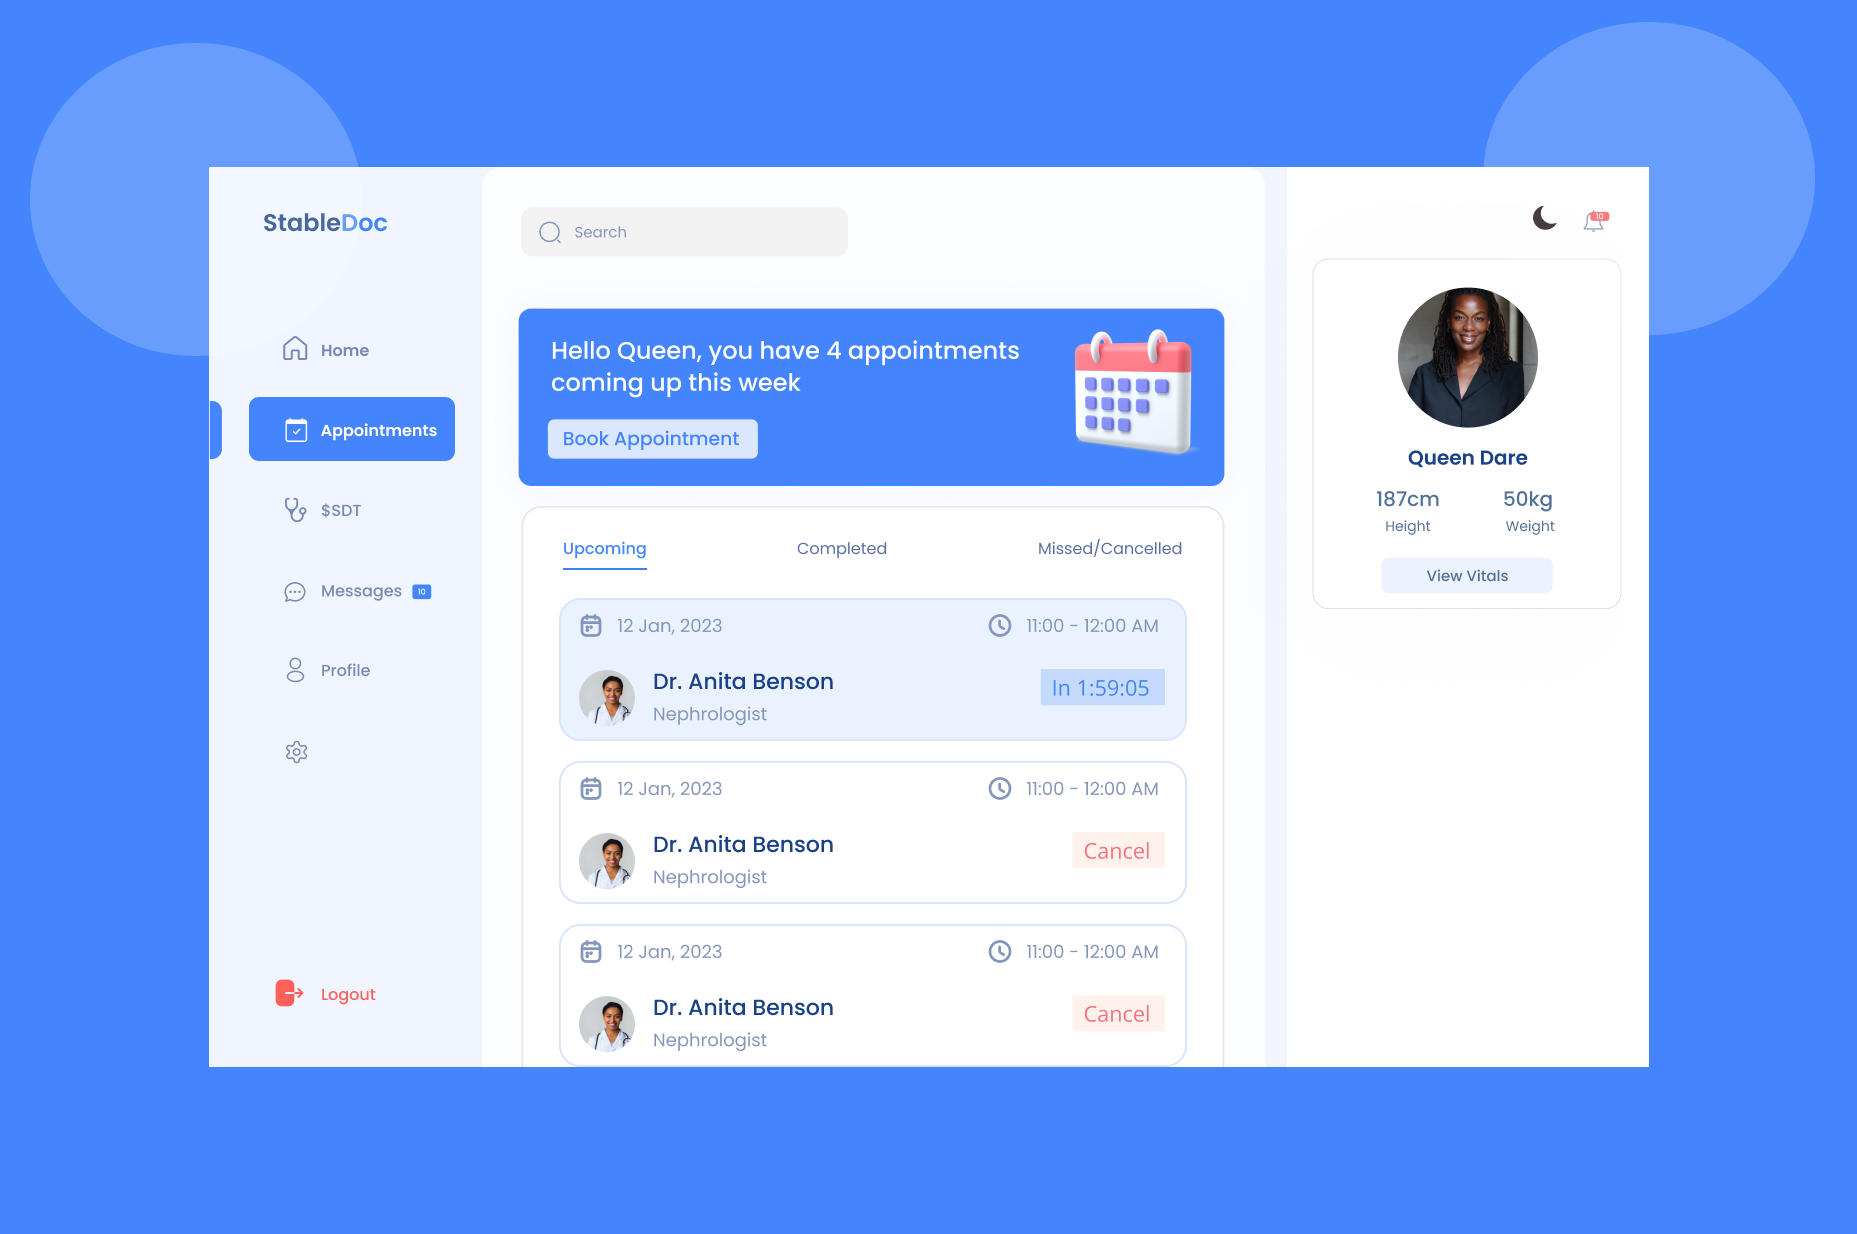 StableDoc
Home
Appointments
$SDT
Messages 10
Profile
Logout
Search
Hello Queen, you have 4 appointments
coming up this week
Book Appointment
Upcoming Completed Missed/Cancelled
12 Jan, 2023 11:00 - 12:00 AM
Dr. Anita Benson In 1:59:05
Nephrologist
12 Jan, 2023 11:00 - 12:00 AM
Dr. Anita Benson Cancel
Nephrologist
12 Jan, 2023 11:00 - 12:00 AM
Dr. Anita Benson Cancel
Nephrologist
10
Queen Dare
187cm 50kg
Height Weight
View Vitals